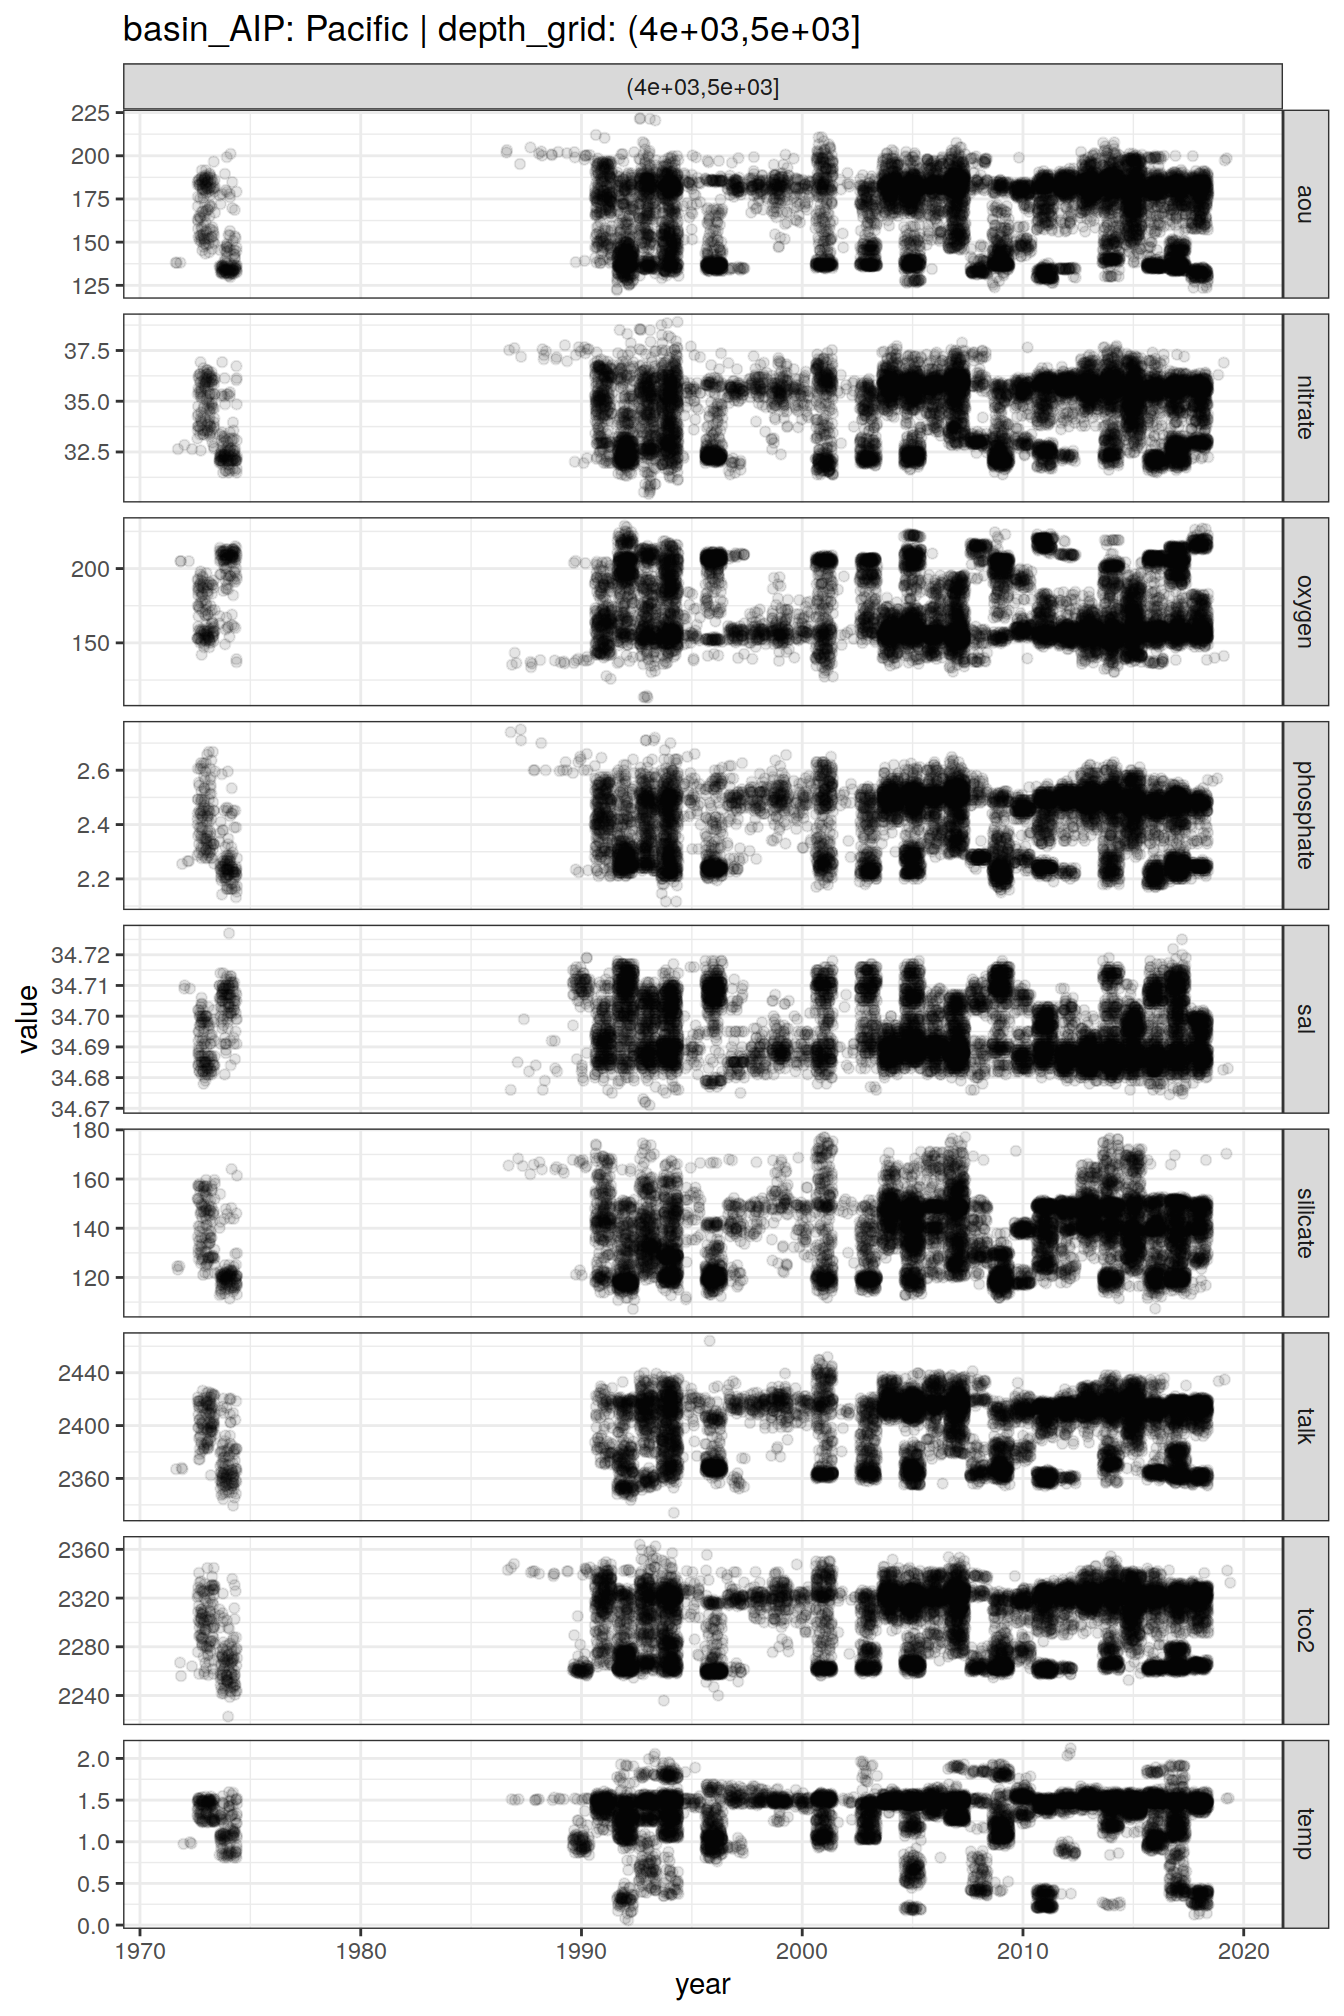 basin_AIP: Pacific | depth_grid: (4e+03,5e+03]
(4e+03,5e+03]
225
200
175
150
125
aou
37.5
35.0
32.5
nitrate
200
150
oxygen
2.6
2.4
2.2
phosphate
value
34.72
34.71
34.70
34.69
34.68
34.67
sal
180
160
140
120
silicate
2440
2400
2360
talk
2360
2320
2280
2240
tco2
2.0
1.5
1.0
0.5
0.0
temp
1970 1980 1990 2000 2010 2020
year